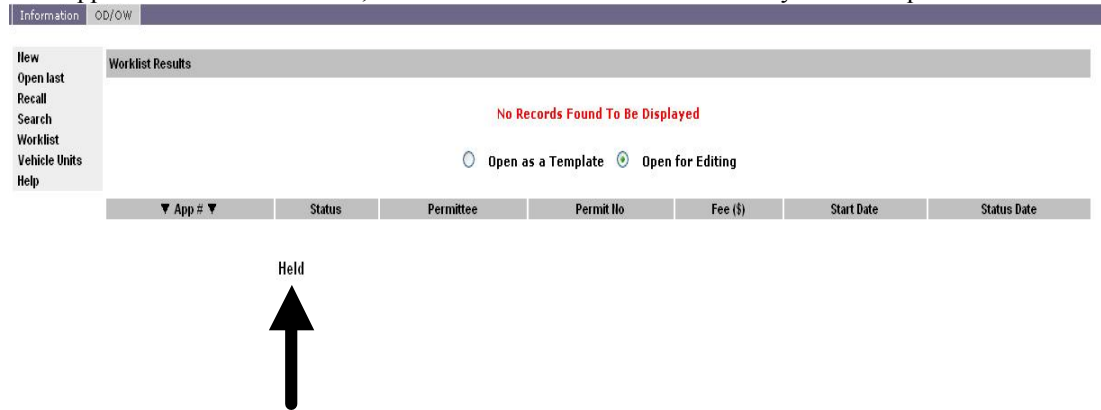 Information OD/OW
New
Open last
Recall
Search
Worklist
Vehicle Units
Help
Worklist Results
No Records Found To Be Displayed
Open as a Template Open for Editing
▼ App # ▼ Status Permittee Permit No Fee ($) Start Date Status Date
Held